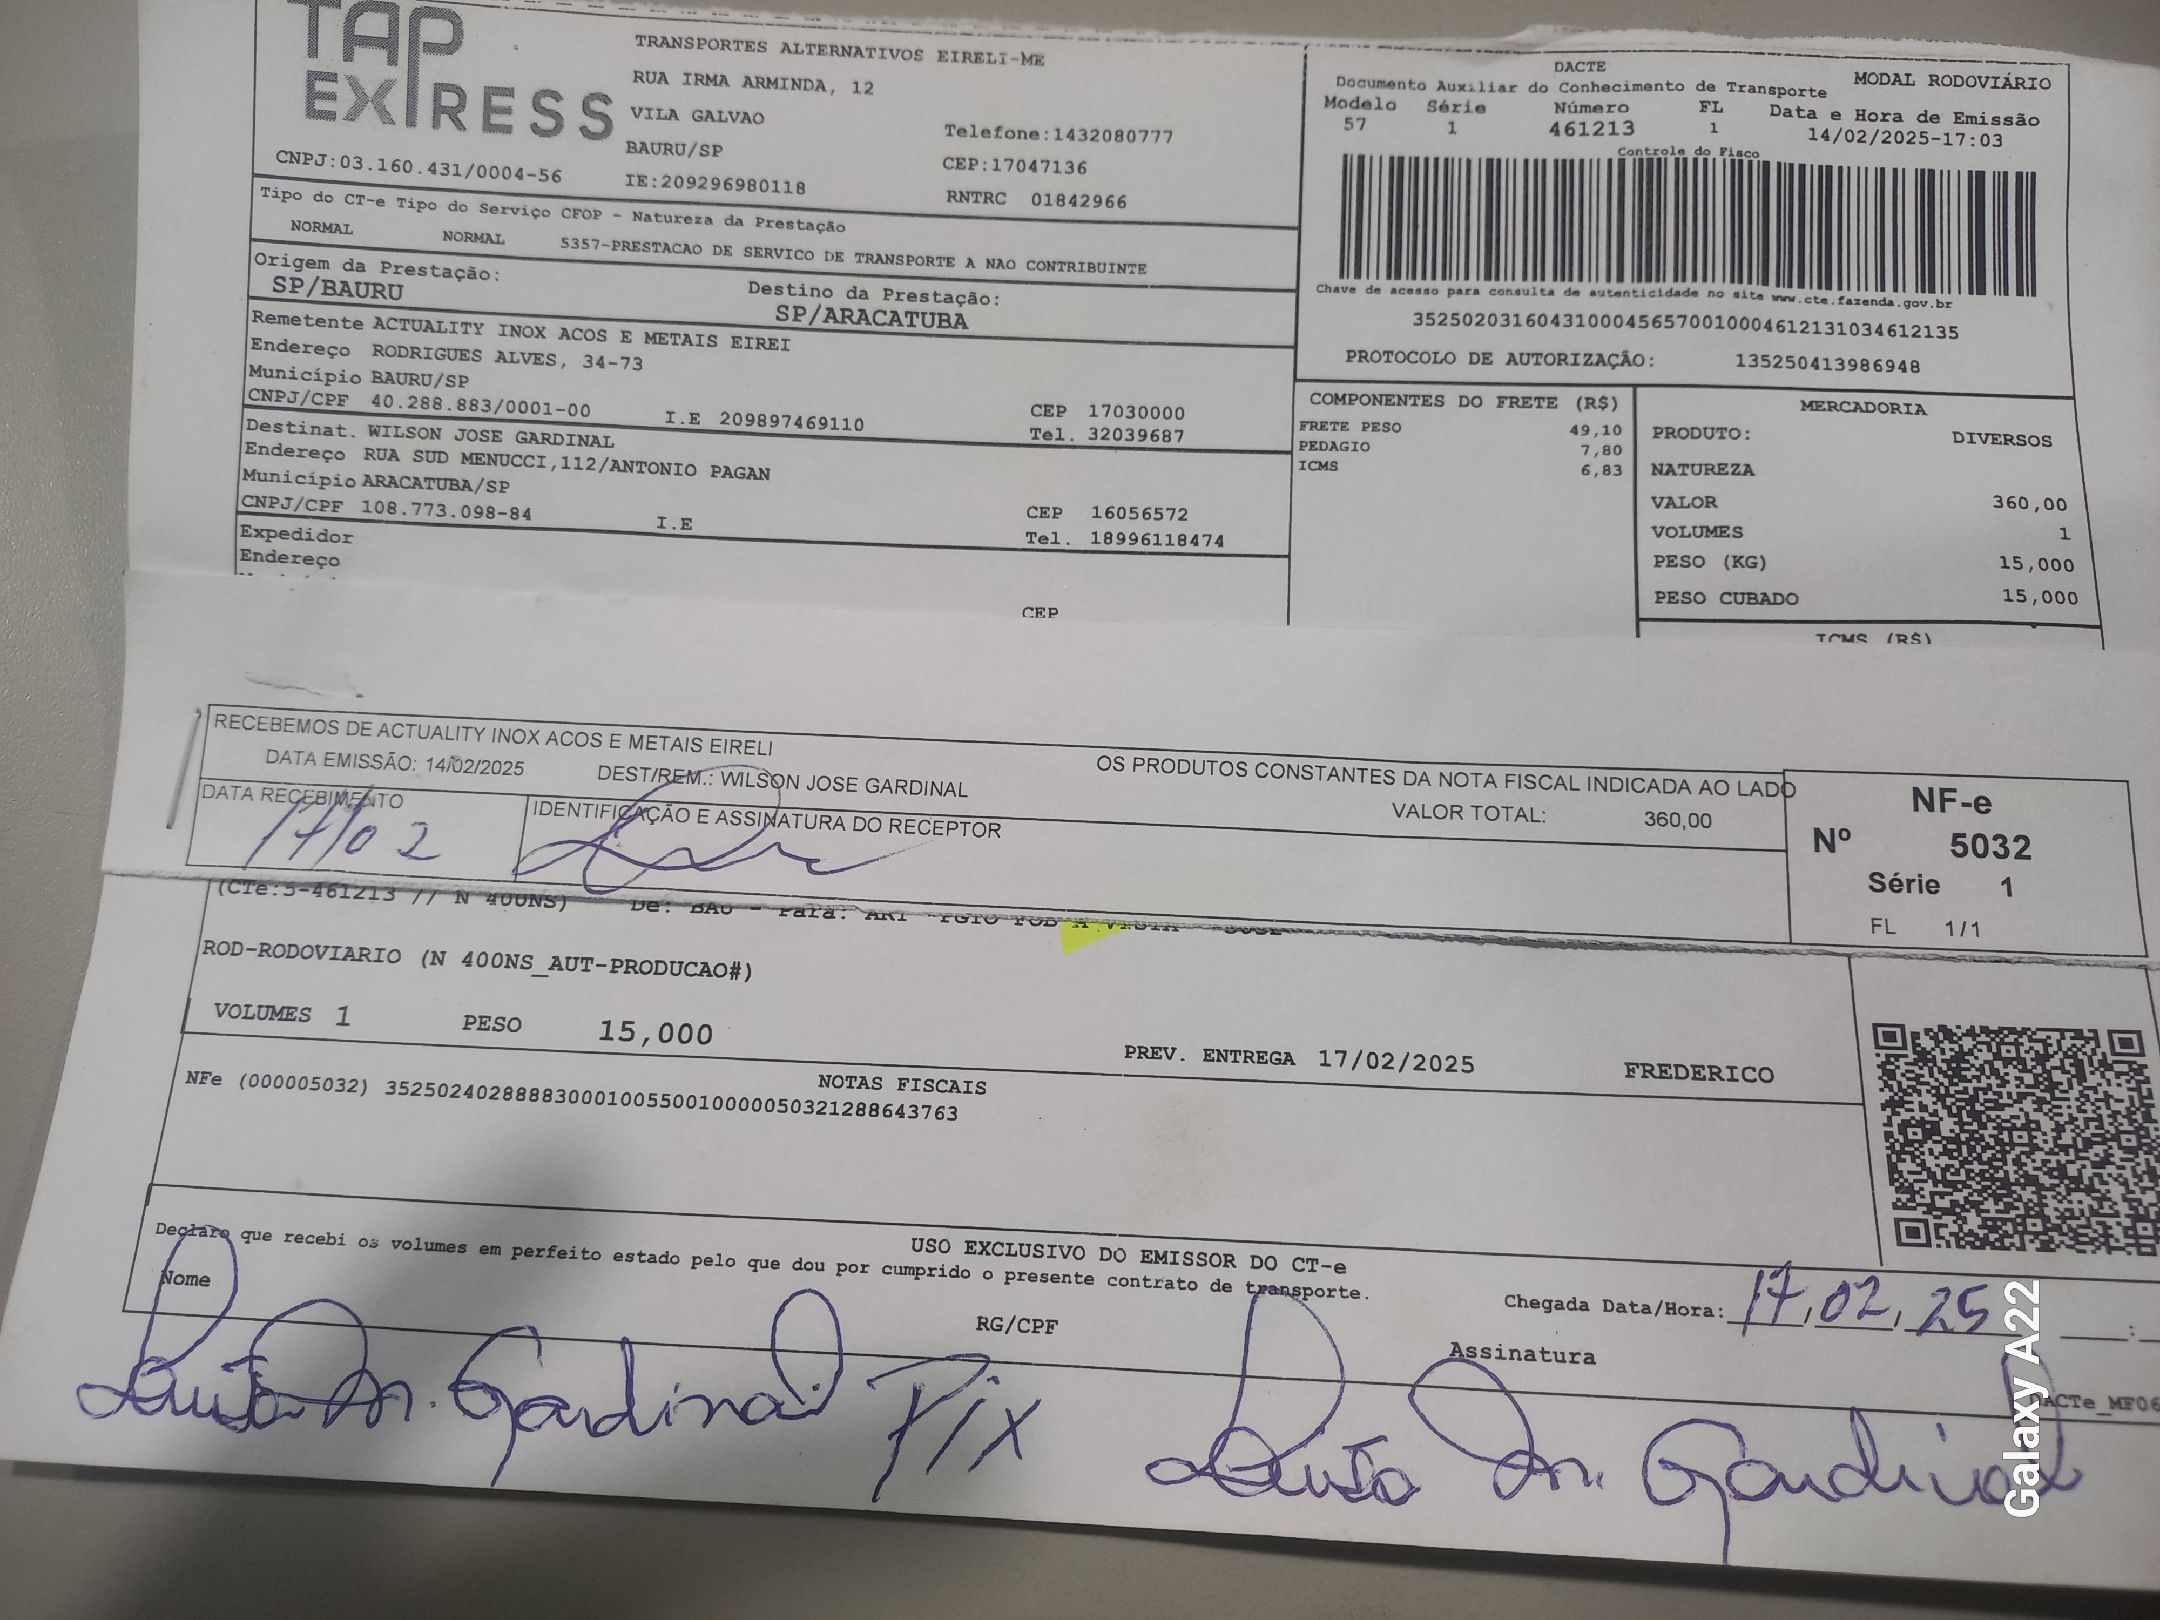 TAP EXPRESS
TRANSPORTES ALTERNATIVOS EIRELI-ME
RUA IRMA ARMINDA, 12
VILA GALVAO
Telefone:1432080777
BAURU/SP
CEP:17047136
CNPJ:03.160.431/0004-56
IE:209296980118
RNTRC 01842966
DACTE
MODAL RODOVIÁRIO
Documento Auxiliar do Conhecimento de Transporte
Modelo Série Número FL Data e Hora de Emissão
57 1 461213 1 14/02/2025-17:03
Controle do Fisco
Chave de acesso para consulta de autenticidade no site www.cte.fazenda.gov.br
35250203160431000456570010004612131034612135
PROTOCOLO DE AUTORIZAÇÃO: 135250413986948
Tipo do CT-e Tipo do Serviço CFOP - Natureza da Prestação
NORMAL NORMAL 5357-PRESTACAO DE SERVICO DE TRANSPORTE A NAO CONTRIBUINTE
Origem da Prestação:
SP/BAURU
Destino da Prestação:
SP/ARACATUBA
Remetente ACTUALITY INOX ACOS E METAIS EIREI
Endereço RODRIGUES ALVES, 34-73
Município BAURU/SP
CEP 17030000
CNPJ/CPF 40.288.883/0001-00 I.E 209897469110
Tel. 32039687
Destinat. WILSON JOSE GARDINAL
Endereço RUA SUD MENUCCI,112/ANTONIO PAGAN
Município ARACATUBA/SP
CEP 16056572
CNPJ/CPF 108.773.098-84 I.E
Tel. 18996118474
Expedidor
Endereço
CEP
COMPONENTES DO FRETE (R$)
FRETE PESO 49,10
PEDAGIO 7,80
ICMS 6,83
MERCADORIA
PRODUTO: DIVERSOS
NATUREZA
VALOR 360,00
VOLUMES 1
PESO (KG) 15,000
PESO CUBADO 15,000
ICMS (R$)
RECEBEMOS DE ACTUALITY INOX ACOS E METAIS EIRELI
OS PRODUTOS CONSTANTES DA NOTA FISCAL INDICADA AO LADO
DATA EMISSÃO: 14/02/2025 DEST/REM.: WILSON JOSE GARDINAL VALOR TOTAL: 360,00
DATA RECEBIMENTO
17/02
IDENTIFICAÇÃO E ASSINATURA DO RECEPTOR
NF-e
Nº 5032
Série 1
FL 1/1
(CTe:5-461213 // N 400NS) De: BAU - Para:
ROD-RODOVIARIO (N 400NS_AUT-PRODUCAO#)
VOLUMES 1 PESO 15,000
PREV. ENTREGA 17/02/2025 FREDERICO
NOTAS FISCAIS
NFe (000005032) 35250240288883000100550010000050321288643763
USO EXCLUSIVO DO EMISSOR DO CT-e
Declaro que recebi os volumes em perfeito estado pelo que dou por cumprido o presente contrato de transporte.
Nome
RG/CPF
Chegada Data/Hora: 17,02,25 :
Assinatura
DACTe_MF06
M. Gardinal Pix
M. Gardinal
Galaxy A22